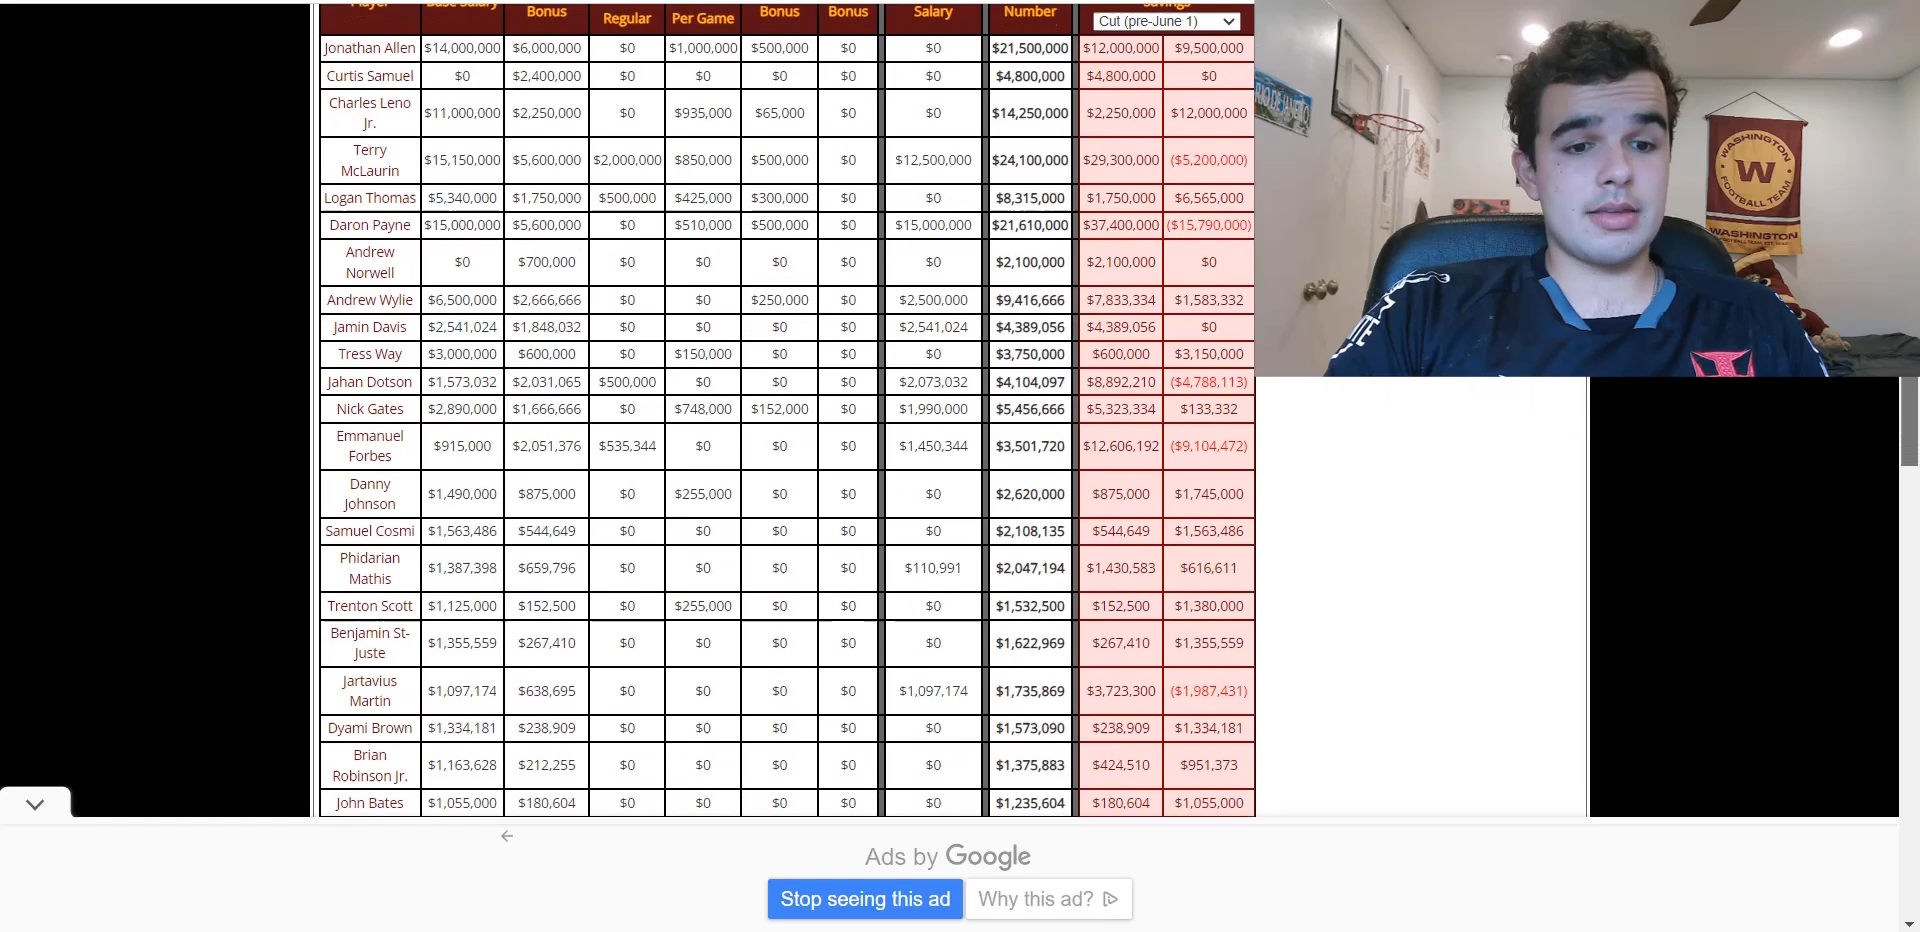 Player Base Salary Bonus Regular Per Game Bonus Bonus Salary Number Savings
Cut (pre-June 1)
Jonathan Allen $14,000,000 $6,000,000 $0 $1,000,000 $500,000 $0 $0 $21,500,000 $12,000,000 $9,500,000
Curtis Samuel $0 $2,400,000 $0 $0 $0 $0 $0 $4,800,000 $4,800,000 $0
Charles Leno
Jr. $11,000,000 $2,250,000 $0 $935,000 $65,000 $0 $0 $14,250,000 $2,250,000 $12,000,000
Terry
McLaurin $15,150,000 $5,600,000 $2,000,000 $850,000 $500,000 $0 $12,500,000 $24,100,000 $29,300,000 ($5,200,000)
Logan Thomas $5,340,000 $1,750,000 $500,000 $425,000 $300,000 $0 $0 $8,315,000 $1,750,000 $6,565,000
Daron Payne $15,000,000 $5,600,000 $0 $510,000 $500,000 $0 $15,000,000 $21,610,000 $37,400,000 ($15,790,000)
Andrew
Norwell $0 $700,000 $0 $0 $0 $0 $0 $2,100,000 $2,100,000 $0
Andrew Wylie $6,500,000 $2,666,666 $0 $0 $250,000 $0 $2,500,000 $9,416,666 $7,833,334 $1,583,332
Jamin Davis $2,541,024 $1,848,032 $0 $0 $0 $0 $2,541,024 $4,389,056 $4,389,056 $0
Tress Way $3,000,000 $600,000 $0 $150,000 $0 $0 $0 $3,750,000 $600,000 $3,150,000
Jahan Dotson $1,573,032 $2,031,065 $500,000 $0 $0 $0 $2,073,032 $4,104,097 $8,892,210 ($4,788,113)
Nick Gates $2,890,000 $1,666,666 $0 $748,000 $152,000 $0 $1,990,000 $5,456,666 $5,323,334 $133,332
Emmanuel
Forbes $915,000 $2,051,376 $535,344 $0 $0 $0 $1,450,344 $3,501,720 $12,606,192 ($9,104,472)
Danny
Johnson $1,490,000 $875,000 $0 $255,000 $0 $0 $0 $2,620,000 $875,000 $1,745,000
Samuel Cosmi $1,563,486 $544,649 $0 $0 $0 $0 $0 $2,108,135 $544,649 $1,563,486
Phidarian
Mathis $1,387,398 $659,796 $0 $0 $0 $0 $110,991 $2,047,194 $1,430,583 $616,611
Trenton Scott $1,125,000 $152,500 $0 $255,000 $0 $0 $0 $1,532,500 $152,500 $1,380,000
Benjamin St-
Juste $1,355,559 $267,410 $0 $0 $0 $0 $0 $1,622,969 $267,410 $1,355,559
Jartavius
Martin $1,097,174 $638,695 $0 $0 $0 $0 $1,097,174 $1,735,869 $3,723,300 ($1,987,431)
Dyami Brown $1,334,181 $238,909 $0 $0 $0 $0 $0 $1,573,090 $238,909 $1,334,181
Brian
Robinson Jr. $1,163,628 $212,255 $0 $0 $0 $0 $0 $1,375,883 $424,510 $951,373
John Bates $1,055,000 $180,604 $0 $0 $0 $0 $0 $1,235,604 $180,604 $1,055,000
Ads by Google
Stop seeing this ad
Why this ad?
RIO DE JANEIRO
WASHINGTON
W
FOOTBALL TEAM
WASHINGTON